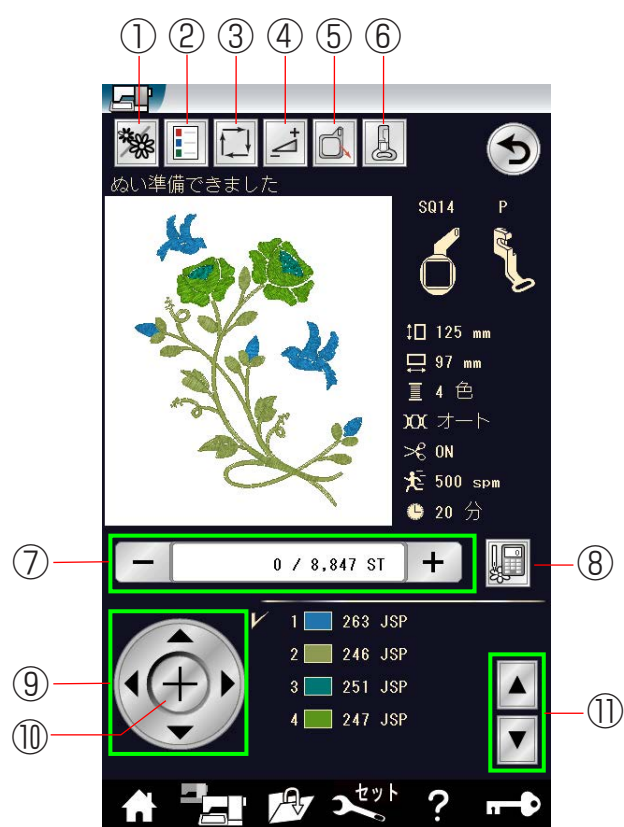 ① ② ③ ④ ⑤ ⑥
ぬい準備できました
SQ14 P
125 mm
97 mm
4 色
オート
ON
500 spm
20 分
⑦ − 0 / 8,847 ST + ⑧
1 263 JSP
2 246 JSP
3 251 JSP
4 247 JSP
⑨
⑩
⑪
セット
?